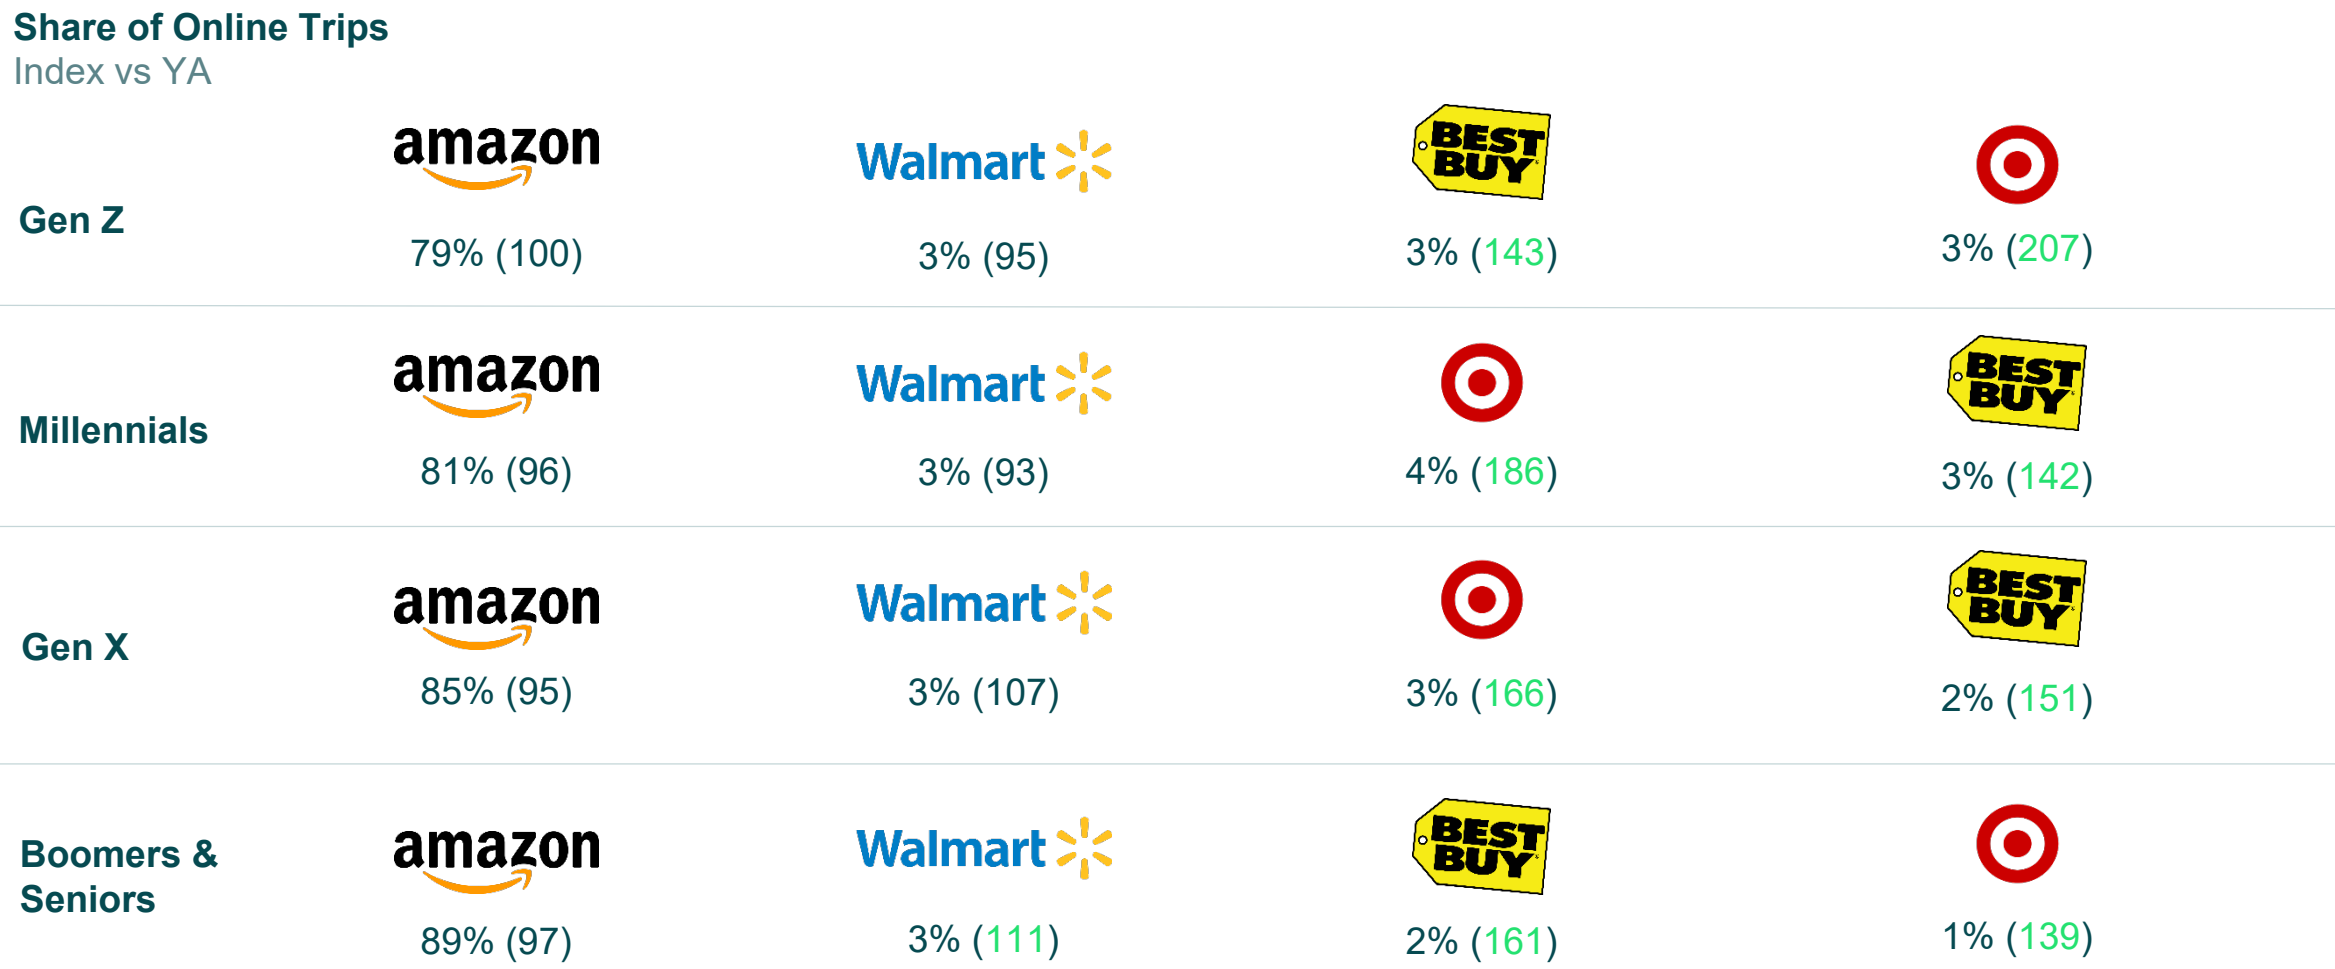 Share of Online Trips
Index vs YA
Gen Z
amazon
Walmart
BEST
BUY
79% (100)
3% (95)
3% (143)
3% (207)
Millennials
amazon
Walmart
BEST
BUY
81% (96)
3% (93)
4% (186)
3% (142)
Gen X
amazon
Walmart
BEST
BUY
85% (95)
3% (107)
3% (166)
2% (151)
Boomers &
Seniors
amazon
Walmart
BEST
BUY
89% (97)
3% (111)
2% (161)
1% (139)